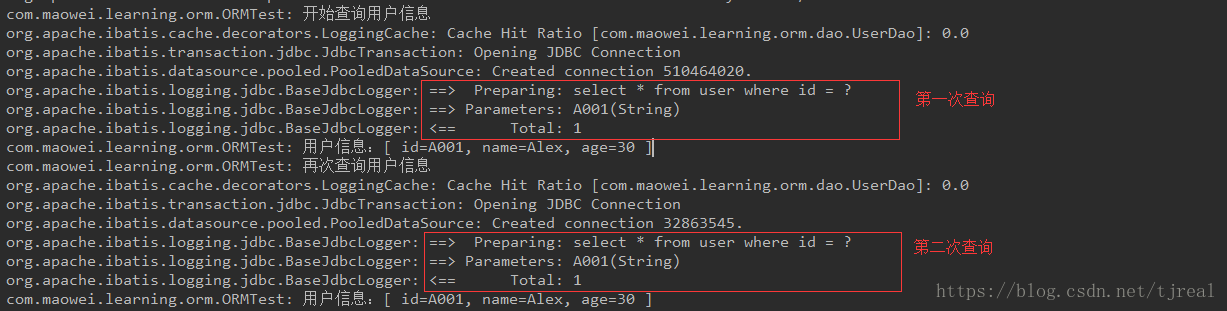 com.maowei.learning.orm.ORMTest: 开始查询用户信息
org.apache.ibatis.cache.decorators.LoggingCache: Cache Hit Ratio [com.maowei.learning.orm.dao.UserDao]: 0.0
org.apache.ibatis.transaction.jdbc.JdbcTransaction: Opening JDBC Connection
org.apache.ibatis.datasource.pooled.PooledDataSource: Created connection 510464020.
org.apache.ibatis.logging.jdbc.BaseJdbcLogger: ==>  Preparing: select * from user where id = ?
第一次查询
org.apache.ibatis.logging.jdbc.BaseJdbcLogger: ==> Parameters: A001(String)
org.apache.ibatis.logging.jdbc.BaseJdbcLogger: <==      Total: 1
com.maowei.learning.orm.ORMTest: 用户信息：[ id=A001, name=Alex, age=30 ]
com.maowei.learning.orm.ORMTest: 再次查询用户信息
org.apache.ibatis.cache.decorators.LoggingCache: Cache Hit Ratio [com.maowei.learning.orm.dao.UserDao]: 0.0
org.apache.ibatis.transaction.jdbc.JdbcTransaction: Opening JDBC Connection
org.apache.ibatis.datasource.pooled.PooledDataSource: Created connection 32863545.
org.apache.ibatis.logging.jdbc.BaseJdbcLogger: ==>  Preparing: select * from user where id = ?
第二次查询
org.apache.ibatis.logging.jdbc.BaseJdbcLogger: ==> Parameters: A001(String)
org.apache.ibatis.logging.jdbc.BaseJdbcLogger: <==      Total: 1
com.maowei.learning.orm.ORMTest: 用户信息：[ id=A001, name=Alex, age=30 ]
https://blog.csdn.net/tjreal